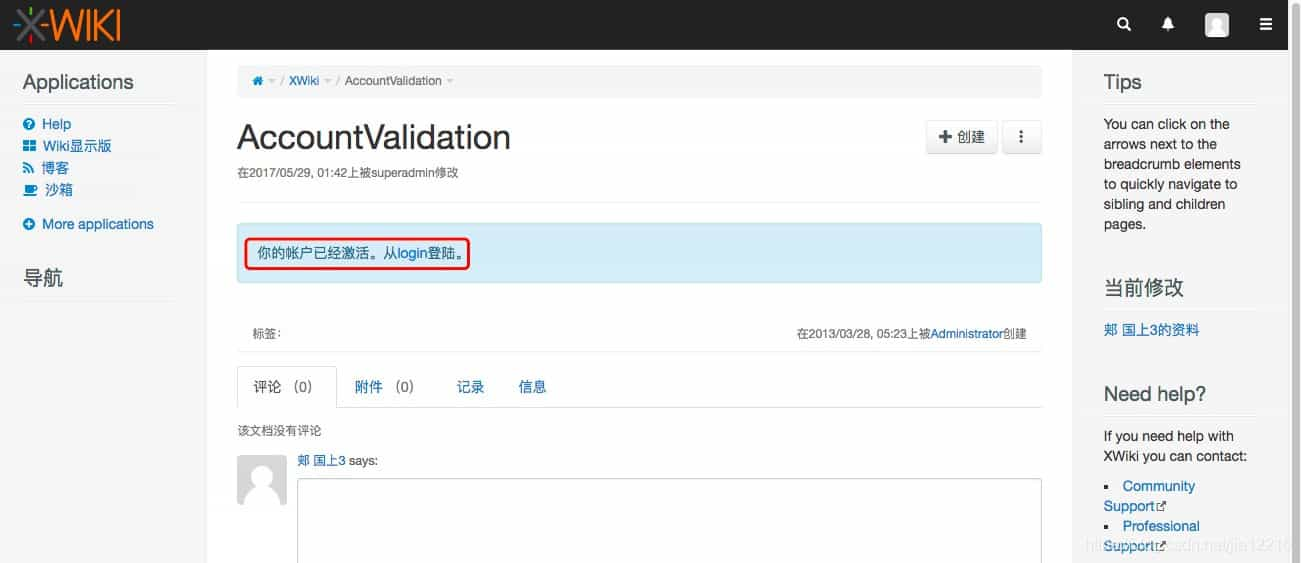 X-WIKI
Applications
Help
Wiki显示版
博客
沙箱
More applications
导航
/ XWiki / AccountValidation
AccountValidation
创建
在2017/05/29, 01:42上被superadmin修改
你的帐户已经激活。从login登陆。
标签：
在2013/03/28, 05:23上被Administrator创建
评论 (0) 附件 (0) 记录 信息
该文档没有评论
郏 国上3 says:
Tips
You can click on the
arrows next to the
breadcrumb elements
to quickly navigate to
sibling and children
pages.
当前修改
郏 国上3的资料
Need help?
If you need help with
XWiki you can contact:
Community
Support
Professional
Support